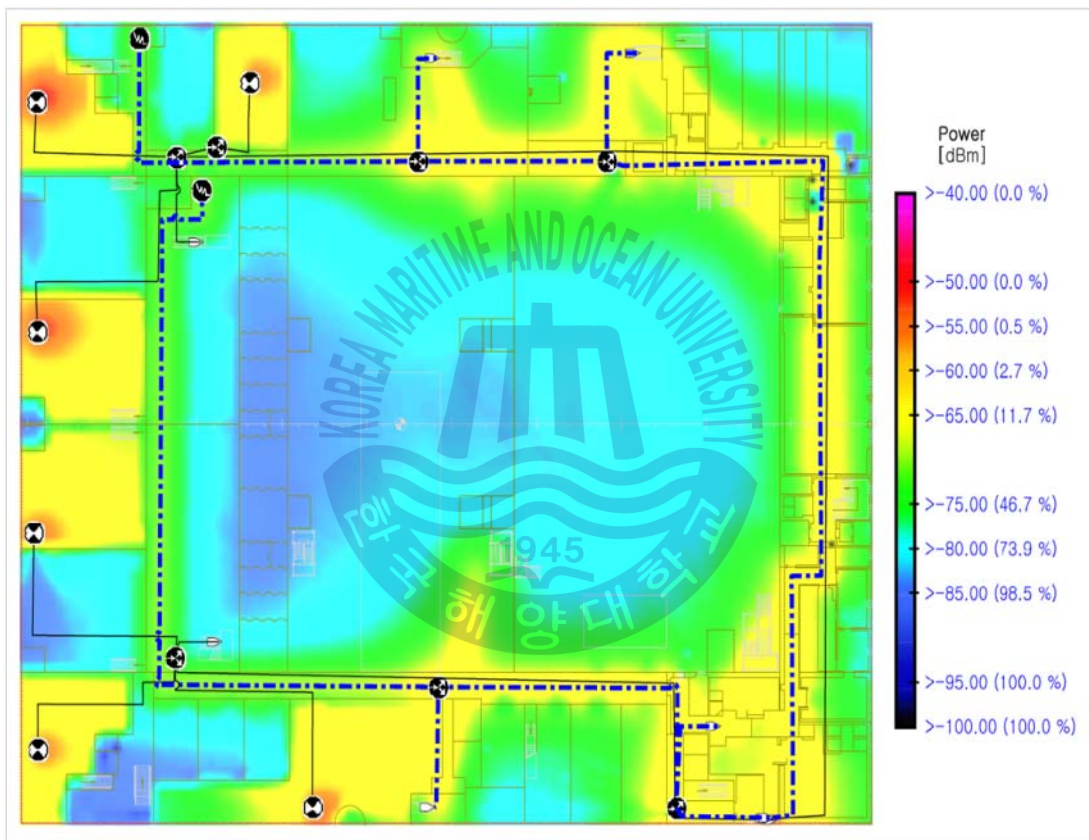 Power
[dBm]
>-40.00 (0.0 %)
>-50.00 (0.0 %)
>-55.00 (0.5 %)
>-60.00 (2.7 %)
>-65.00 (11.7 %)
>-75.00 (46.7 %)
>-80.00 (73.9 %)
>-85.00 (98.5 %)
>-95.00 (100.0 %)
>-100.00 (100.0 %)
KOREA MARITIME AND OCEAN UNIVERSITY
1945
한국해양대학교